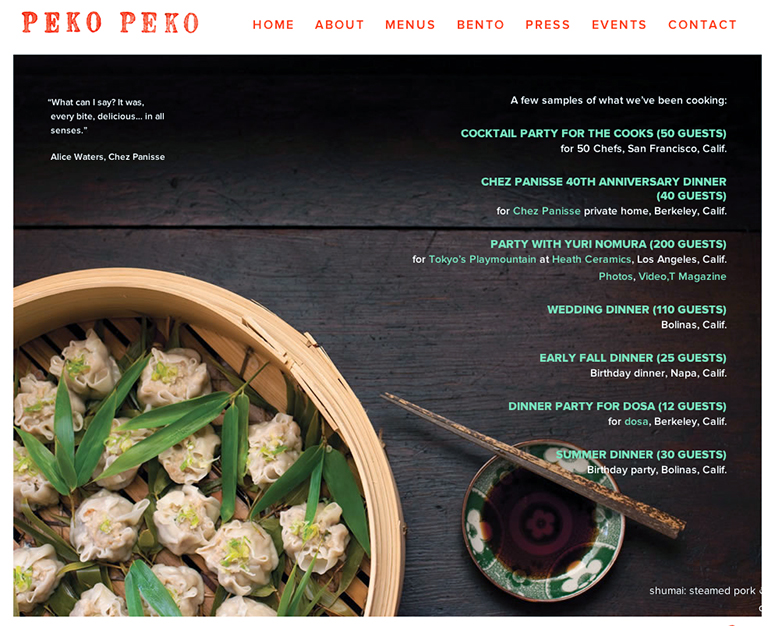 PEKO PEKO
HOME ABOUT MENUS BENTO PRESS EVENTS CONTACT
“What can I say? It was,
every bite, delicious... in all
senses.”
Alice Waters, Chez Panisse
A few samples of what we’ve been cooking:
COCKTAIL PARTY FOR THE COOKS (50 GUESTS)
for 50 Chefs, San Francisco, Calif.
CHEZ PANISSE 40TH ANNIVERSARY DINNER
(40 GUESTS)
for Chez Panisse private home, Berkeley, Calif.
PARTY WITH YURI NOMURA (200 GUESTS)
for Tokyo’s Playmountain at Heath Ceramics, Los Angeles, Calif.
Photos, Video,T Magazine
WEDDING DINNER (110 GUESTS)
Bolinas, Calif.
EARLY FALL DINNER (25 GUESTS)
Birthday dinner, Napa, Calif.
DINNER PARTY FOR DOSA (12 GUESTS)
for dosa, Berkeley, Calif.
SUMMER DINNER (30 GUESTS)
Birthday party, Bolinas, Calif.
shumai: steamed pork